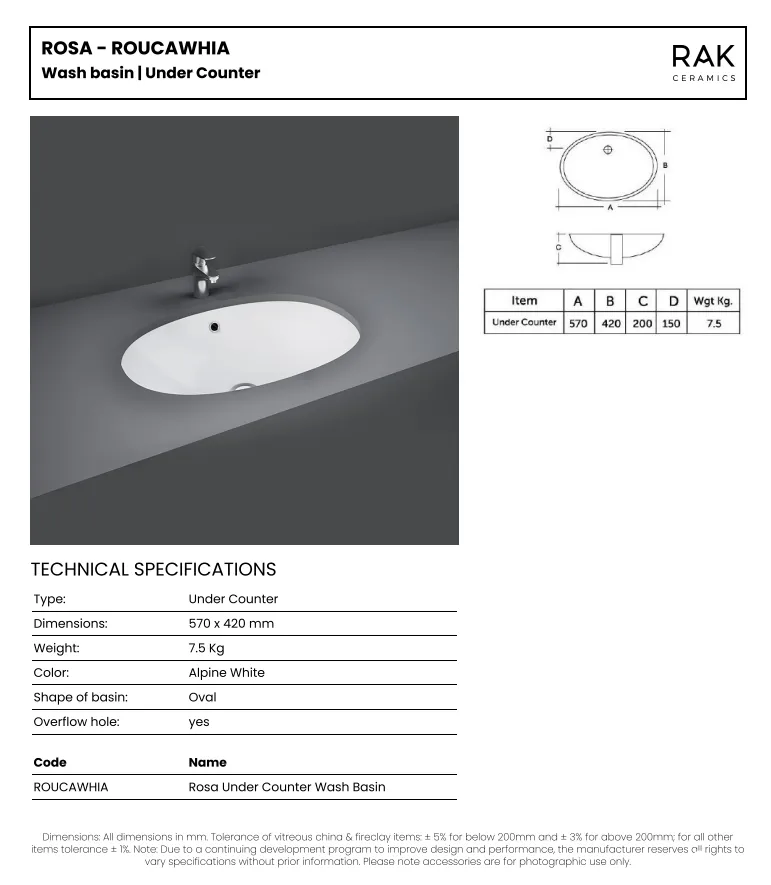 ROSA - ROUCAWHIA
Wash basin | Under Counter
RAK
CERAMICS
D
B
A
C
Item A B C D Wgt Kg.
Under Counter 570 420 200 150 7.5
TECHNICAL SPECIFICATIONS
Type: Under Counter
Dimensions: 570 x 420 mm
Weight: 7.5 Kg
Color: Alpine White
Shape of basin: Oval
Overflow hole: yes
Code Name
ROUCAWHIA Rosa Under Counter Wash Basin
Dimensions: All dimensions in mm. Tolerance of vitreous china & fireclay items: ± 5% for below 200mm and ± 3% for above 200mm; for all other
items tolerance ± 1%. Note: Due to a continuing development program to improve design and performance, the manufacturer reserves all rights to
vary specifications without prior information. Please note accessories are for photographic use only.